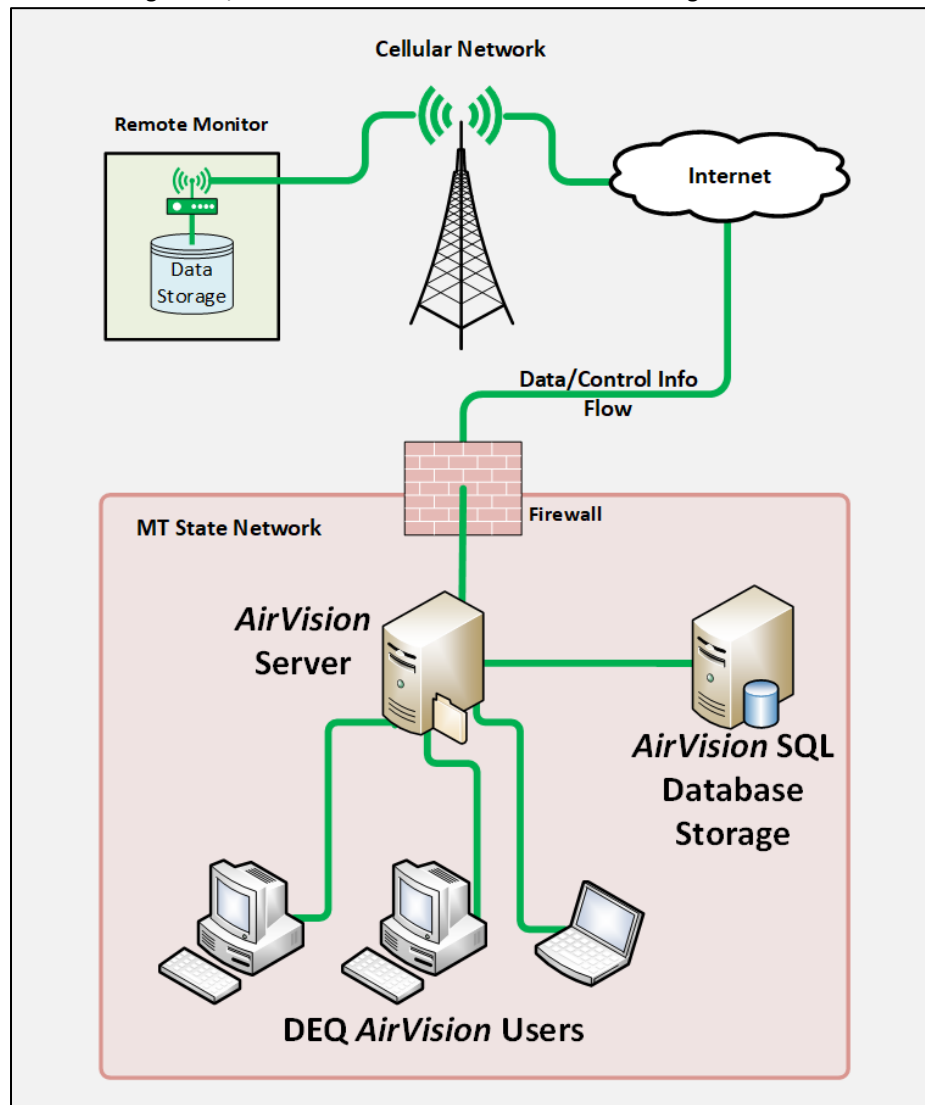 Cellular Network
Remote Monitor
Internet
Data
Storage
Data/Control Info
Flow
Firewall
MT State Network
AirVision
Server
AirVision SQL
Database
Storage
DEQ AirVision Users